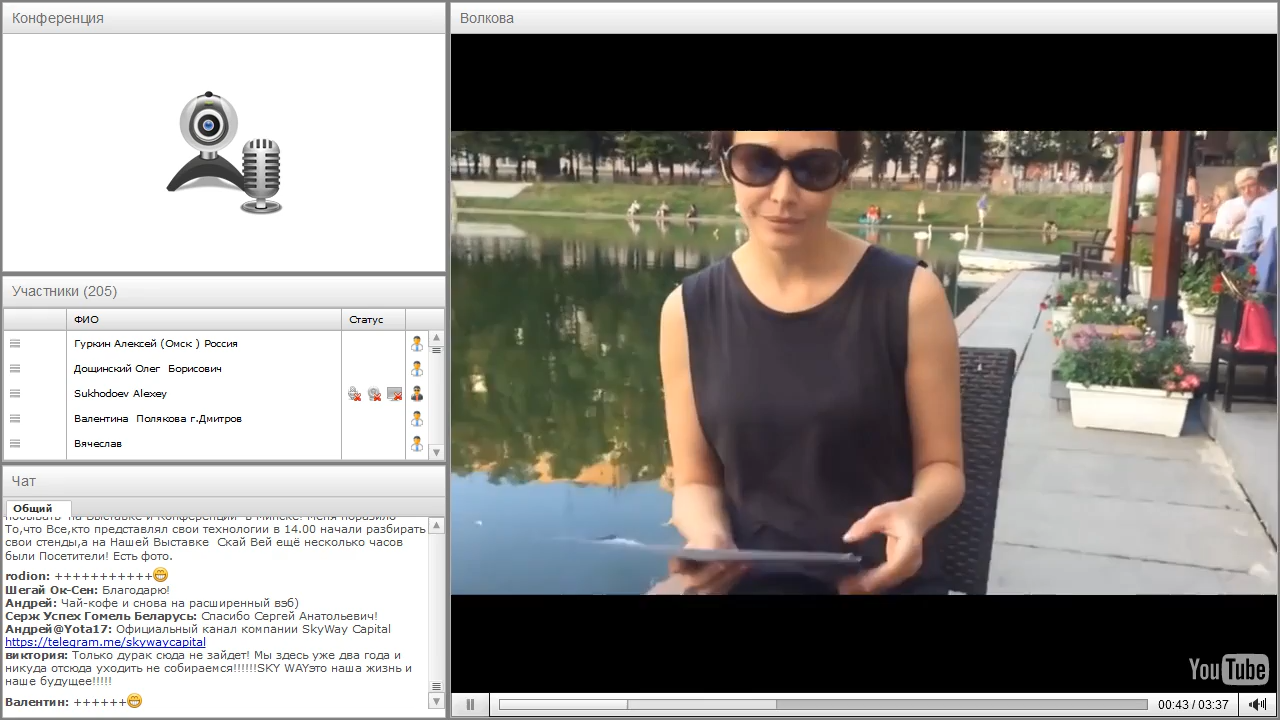 Конференция
Волкова
Участники (205)
ФИО
Статус
Гуркин Алексей (Омск ) Россия
Дощинский Олег Борисович
Sukhodoev Alexey
Валентина Полякова г.Дмитров
Вячеслав
Чат
Общий
То,что Все,кто представлял свои технологии в 14.00 начали разбирать
свои стенды,а на Нашей Выставке Скай Вей ещё несколько часов
были Посетители! Есть фото.
rodion: +++++++++++
Шегай Ок-Сен: Благодарю!
Андрей: Чай-кофе и снова на расширенный вэб)
Серж Успех Гомель Беларусь: Спасибо Сергей Анатольевич!
Андрей@Yota17: Официальный канал компании SkyWay Capital
https://telegram.me/skywaycapital
виктория: Только дурак сюда не зайдет! Мы здесь уже два года и
никуда отсюда уходить не собираемся!!!!!!SKY WAYэто наша жизнь и
наше будущее!!!!!
Валентин: ++++++
YouTube
00:43 / 03:37